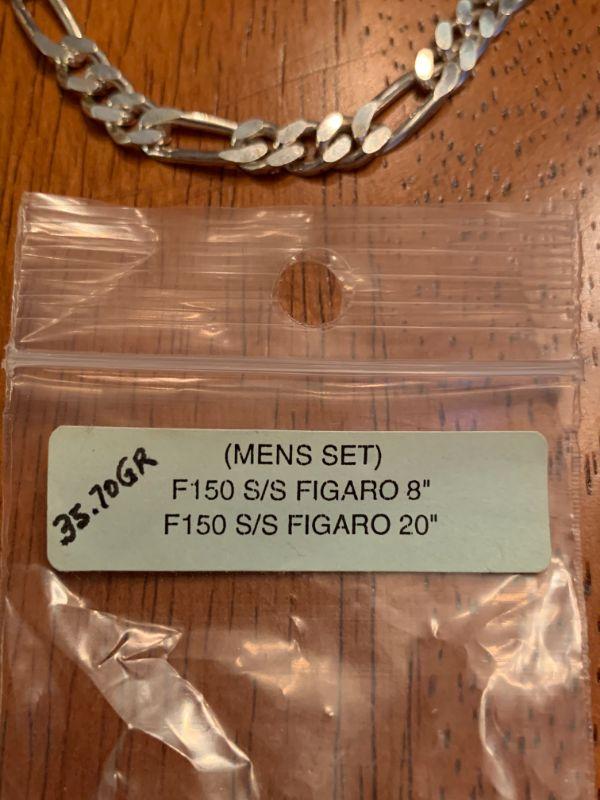 35.70GR
(MENS SET)
F150 S/S FIGARO 8"
F150 S/S FIGARO 20"